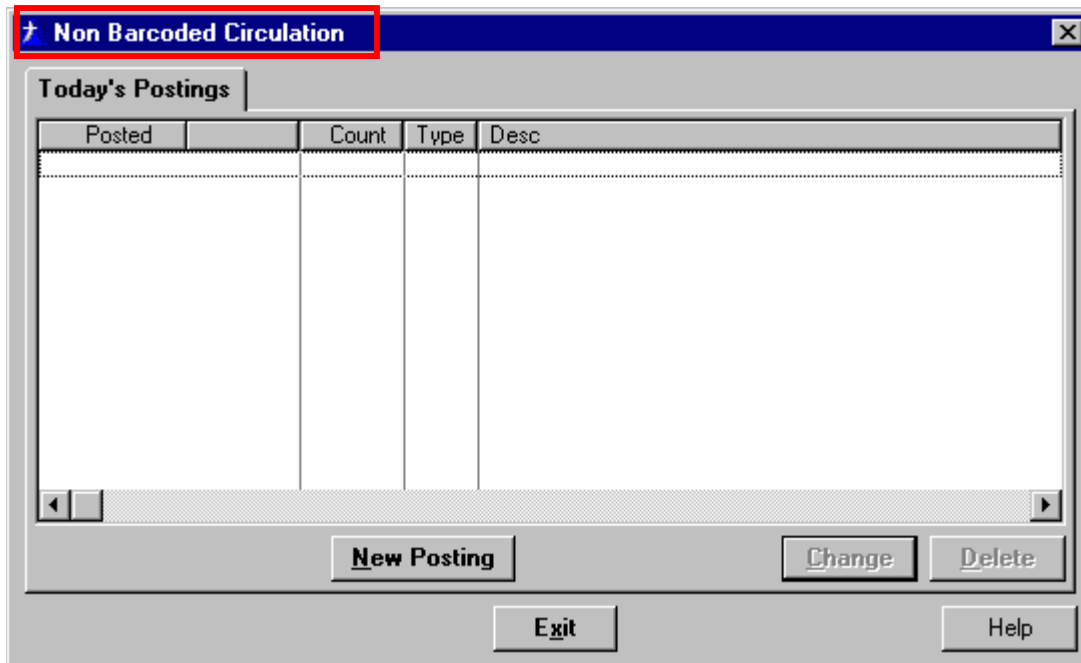 Non Barcoded Circulation
Today's Postings
Posted Count Type Desc
New Posting Change Delete
Exit Help